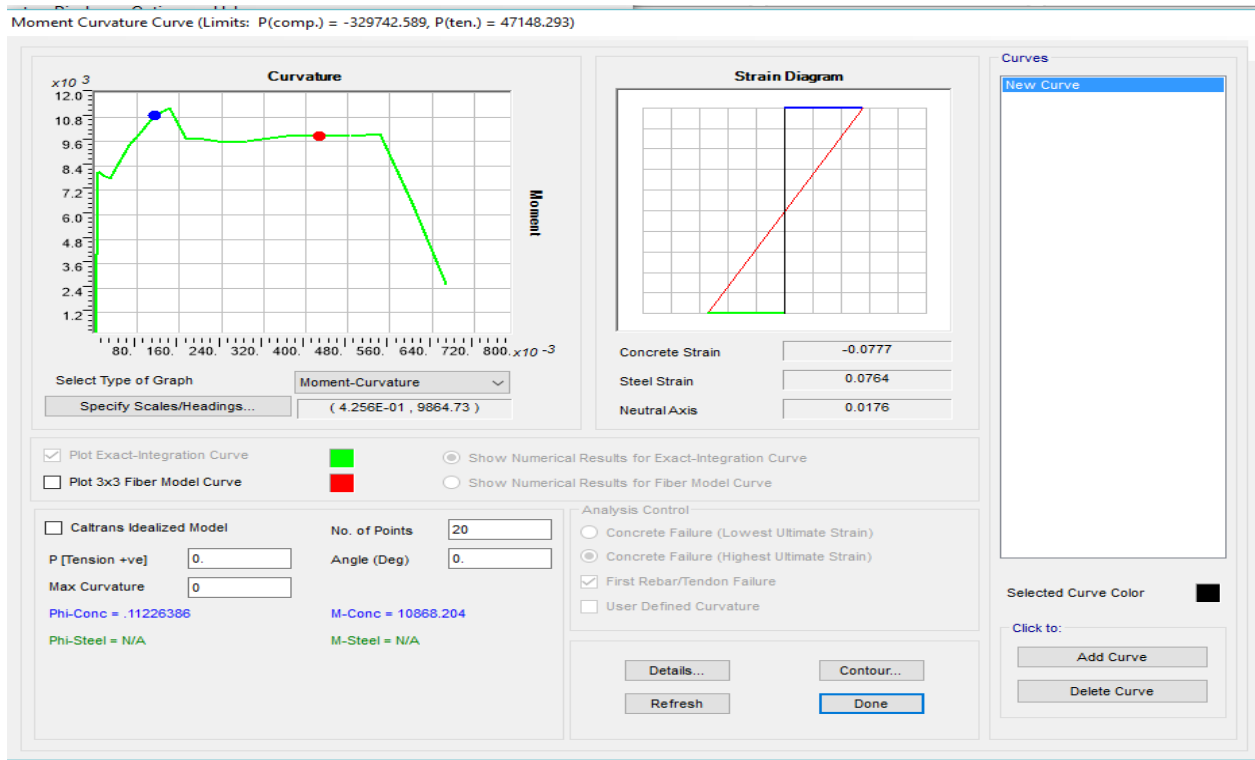 Moment Curvature Curve (Limits: P(comp.) = -329742.589, P(ten.) = 47148.293)
x10 3
Curvature
12.0
10.8
9.6
8.4
7.2
6.0
4.8
3.6
2.4
1.2
Moment
80. 160. 240. 320. 400. 480. 560. 640. 720. 800. x10 -3
Select Type of Graph
Moment-Curvature
Specify Scales/Headings...
( 4.256E-01 , 9864.73 )
Strain Diagram
Concrete Strain -0.0777
Steel Strain 0.0764
Neutral Axis 0.0176
Curves
New Curve
Plot Exact-Integration Curve
Show Numerical Results for Exact-Integration Curve
Plot 3x3 Fiber Model Curve
Show Numerical Results for Fiber Model Curve
Caltrans Idealized Model
No. of Points 20
P [Tension +ve] 0.
Angle (Deg) 0.
Max Curvature 0
Phi-Conc = .11226386
M-Conc = 10868.204
Phi-Steel = N/A
M-Steel = N/A
Analysis Control
Concrete Failure (Lowest Ultimate Strain)
Concrete Failure (Highest Ultimate Strain)
First Rebar/Tendon Failure
User Defined Curvature
Details...
Contour...
Refresh
Done
Selected Curve Color
Click to:
Add Curve
Delete Curve